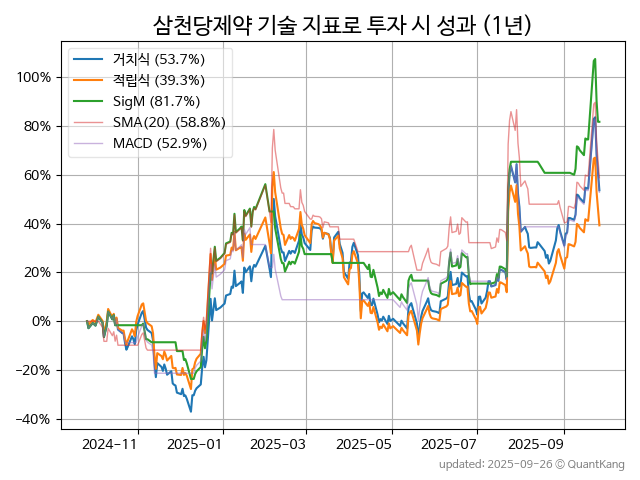 삼천당제약 기술 지표로 투자 시 성과 (1년)
거치식 (53.7%)
적립식 (39.3%)
SigM (81.7%)
SMA(20) (58.8%)
MACD (52.9%)
100%
80%
60%
40%
20%
0%
−20%
−40%
2024-11 2025-01 2025-03 2025-05 2025-07 2025-09
updated: 2025-09-26 © QuantKang